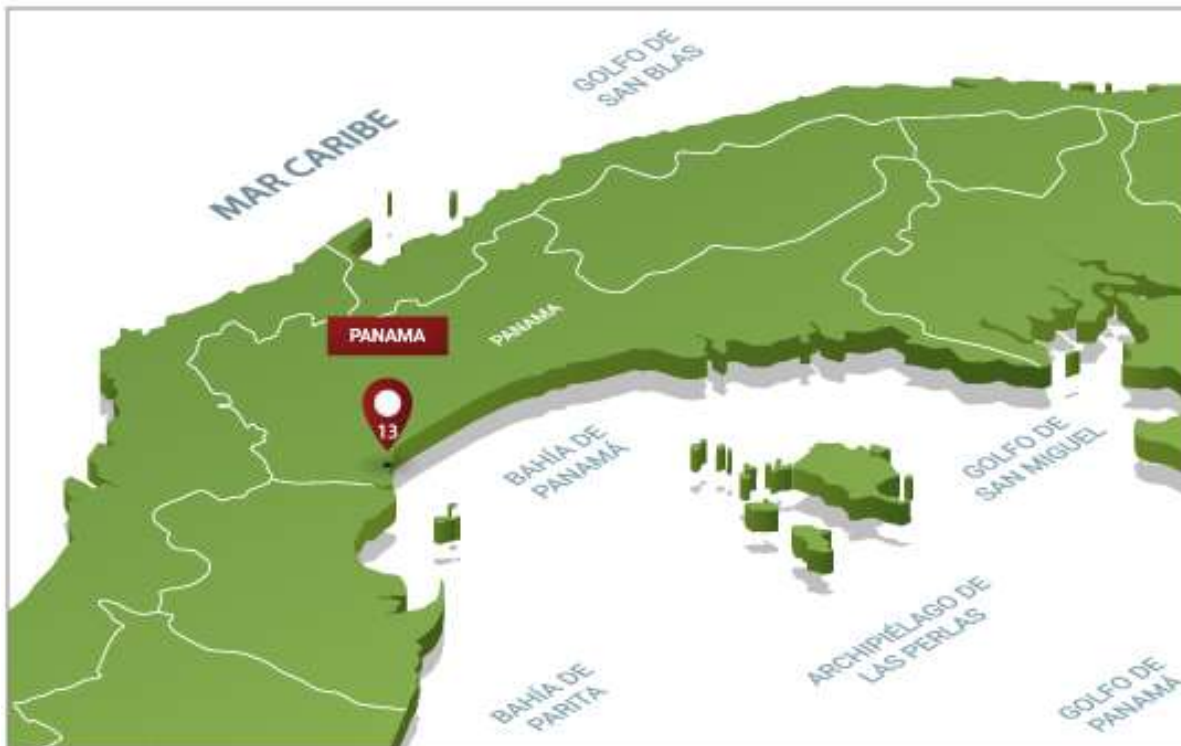 GOLFO DE
SAN BLAS
MAR CARIBE
PANAMA
PANAMA
13
BAHÍA DE
PANAMÁ
GOLFO DE
SAN MIGUEL
ARCHIPIÉLAGO DE
LAS PERLAS
BAHÍA DE
PARITA
GOLFO DE
PANAMÁ